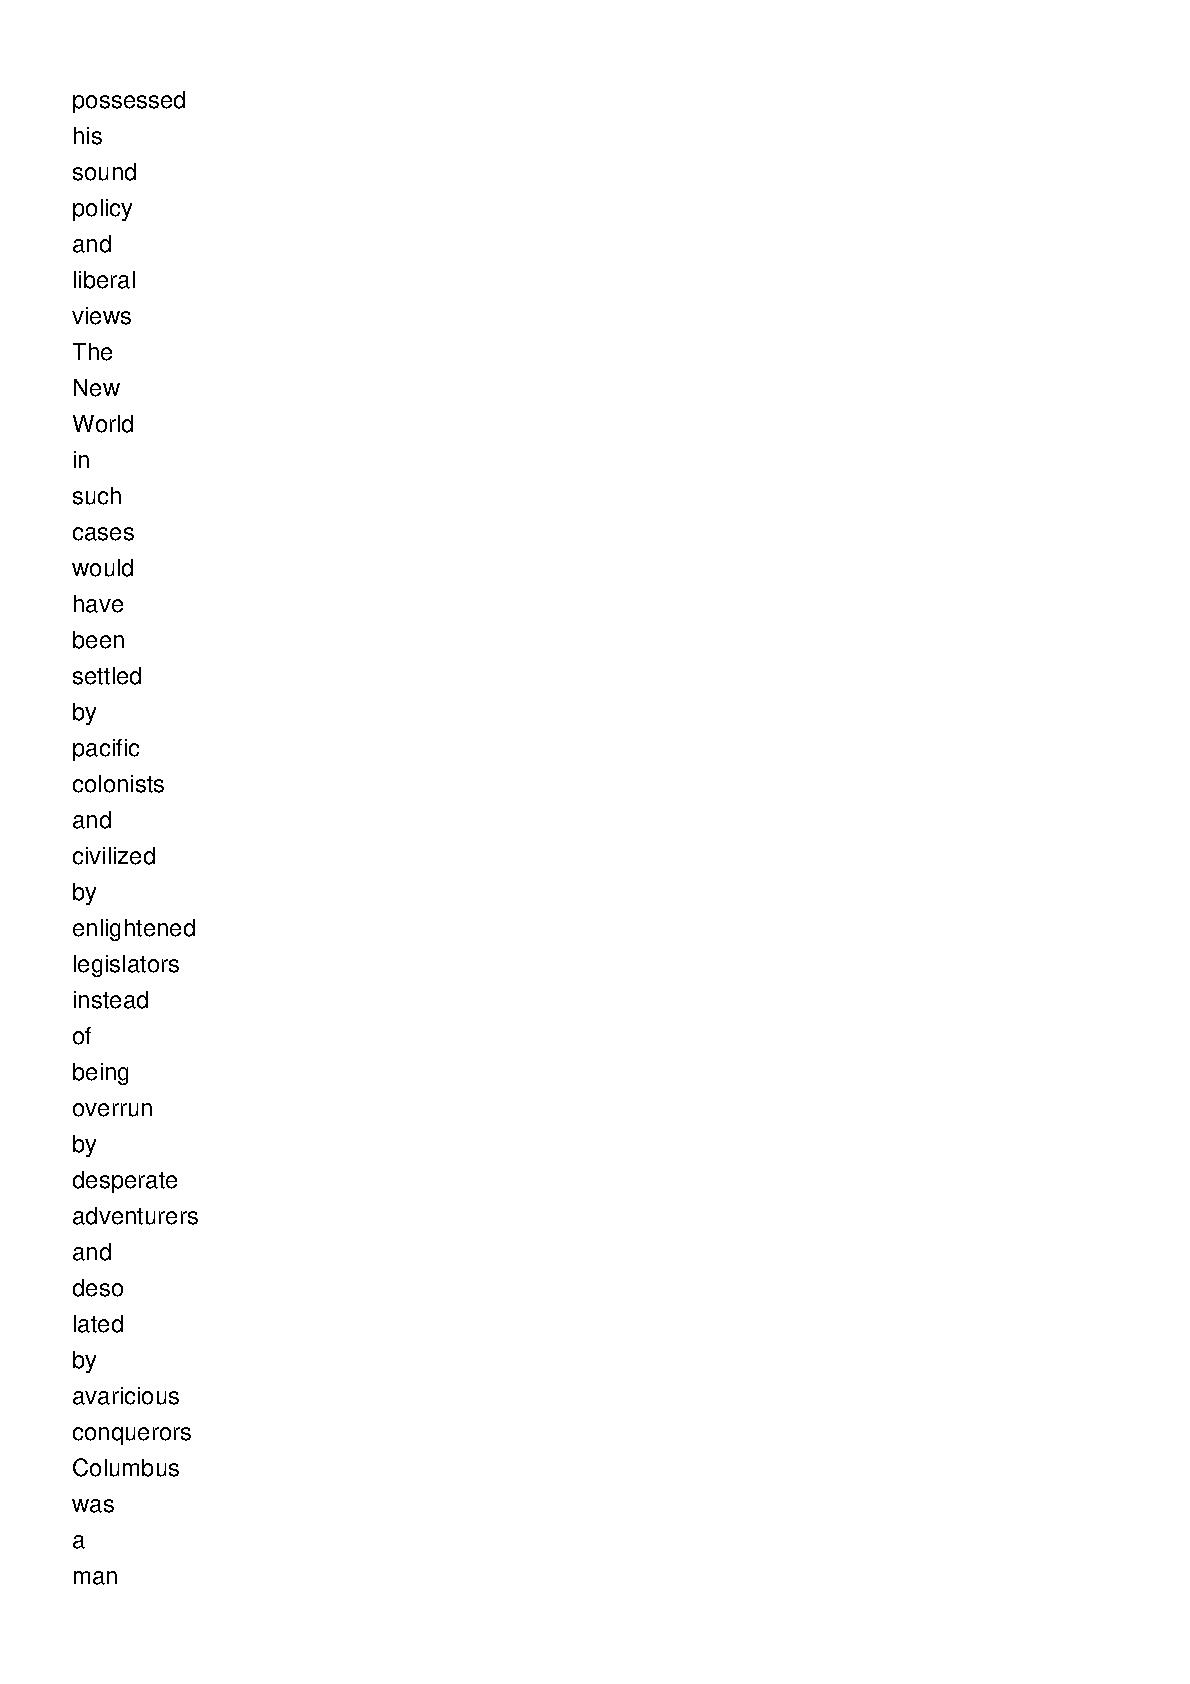 possessed
his
sound
policy
and
liberal
views
The
New
World
in
such
cases
would
have
been
settled
by
pacific
colonists
and
civilized
by
enlightened
legislators
instead
of
being
overrun
by
desperate
adventurers
and
deso
lated
by
avaricious
conquerors
Columbus
was
a
man